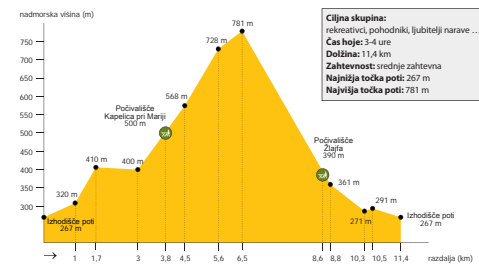 nadmorska višina (m)
781 m
728 m
568 m
Počivališče
Kapelica pri Mariji
500 m
410 m
400 m
320 m
Izhodišče poti
267 m
Počivališče
Žlajfa
390 m
361 m
291 m
271 m
Izhodišče poti
267 m
750
700
650
600
550
500
450
400
350
300
1 1,7 3 3,8 4,5 5,6 6,5 8,6 8,8 10,3 10,5 11,4 razdalja (km)
Ciljna skupina:
rekreativci, pohodniki, ljubitelji narave ...
Čas hoje: 3-4 ure
Dolžina: 11,4 km
Zahtevnost: srednje zahtevna
Najnižja točka poti: 267 m
Najvišja točka poti: 781 m